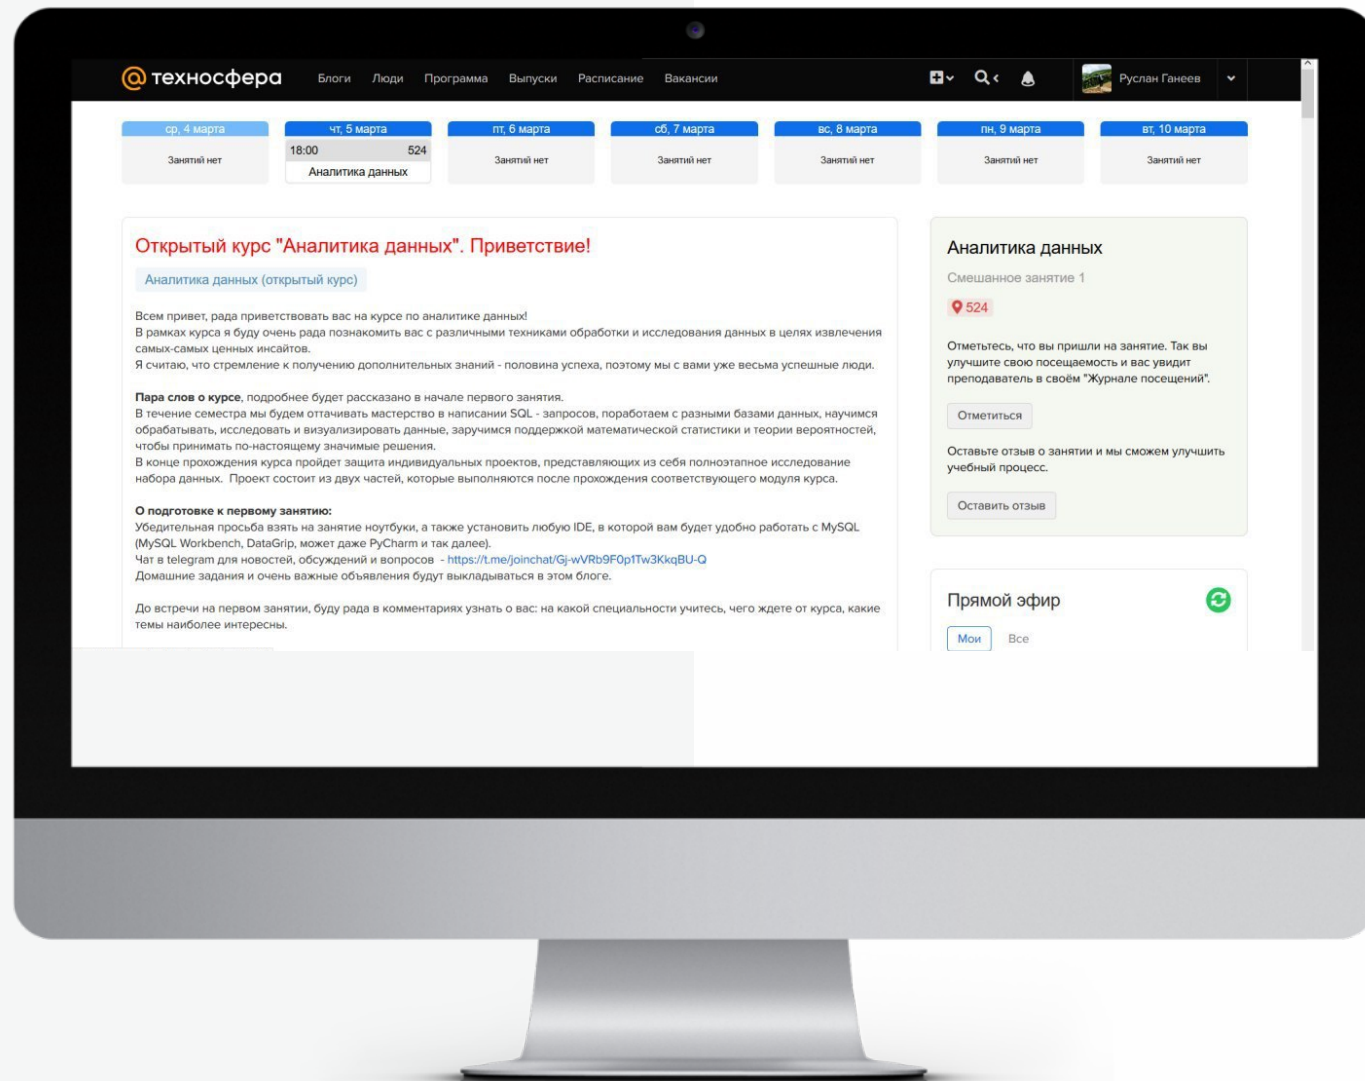 @ техносфера Блоги Люди Программа Выпуски Расписание Вакансии Руслан Ганеев
ср, 4 марта чт, 5 марта пт, 6 марта сб, 7 марта вс, 8 марта пн, 9 марта вт, 10 марта
18:00 524
Занятий нет Аналитика данных Занятий нет Занятий нет Занятий нет Занятий нет Занятий нет
Открытый курс "Аналитика данных". Приветствие!
Аналитика данных (открытый курс)
Всем привет, рада приветствовать вас на курсе по аналитике данных!
В рамках курса я буду очень рада познакомить вас с различными техниками обработки и исследования данных в целях извлечения
самых-самых ценных инсайтов.
Я считаю, что стремление к получению дополнительных знаний - половина успеха, поэтому мы с вами уже весьма успешные люди.
Пара слов о курсе, подробнее будет рассказано в начале первого занятия.
В течение семестра мы будем оттачивать мастерство в написании SQL - запросов, поработаем с разными базами данных, научимся
обрабатывать, исследовать и визуализировать данные, заручимся поддержкой математической статистики и теории вероятностей,
чтобы принимать по-настоящему значимые решения.
В конце прохождения курса пройдет защита индивидуальных проектов, представляющих из себя полноэтапное исследование
набора данных. Проект состоит из двух частей, которые выполняются после прохождения соответствующего модуля курса.
О подготовке к первому занятию:
Убедительная просьба взять на занятие ноутбуки, а также установить любую IDE, в которой вам будет удобно работать с MySQL
(MySQL Workbench, DataGrip, может даже PyCharm и так далее).
Чат в telegram для новостей, обсуждений и вопросов - https://t.me/joinchat/Gj-wVRb9F0p1Tw3KkqBU-Q
Домашние задания и очень важные объявления будут выкладываться в этом блоге.
До встречи на первом занятии, буду рада в комментариях узнать о вас: на какой специальности учитесь, чего ждете от курса, какие
темы наиболее интересны.
Аналитика данных
Смешанное занятие 1
524
Отметьтесь, что вы пришли на занятие. Так вы
улучшите свою посещаемость и вас увидит
преподаватель в своём "Журнале посещений".
Отметиться
Оставьте отзыв о занятии и мы сможем улучшить
учебный процесс.
Оставить отзыв
Прямой эфир
Мои Все